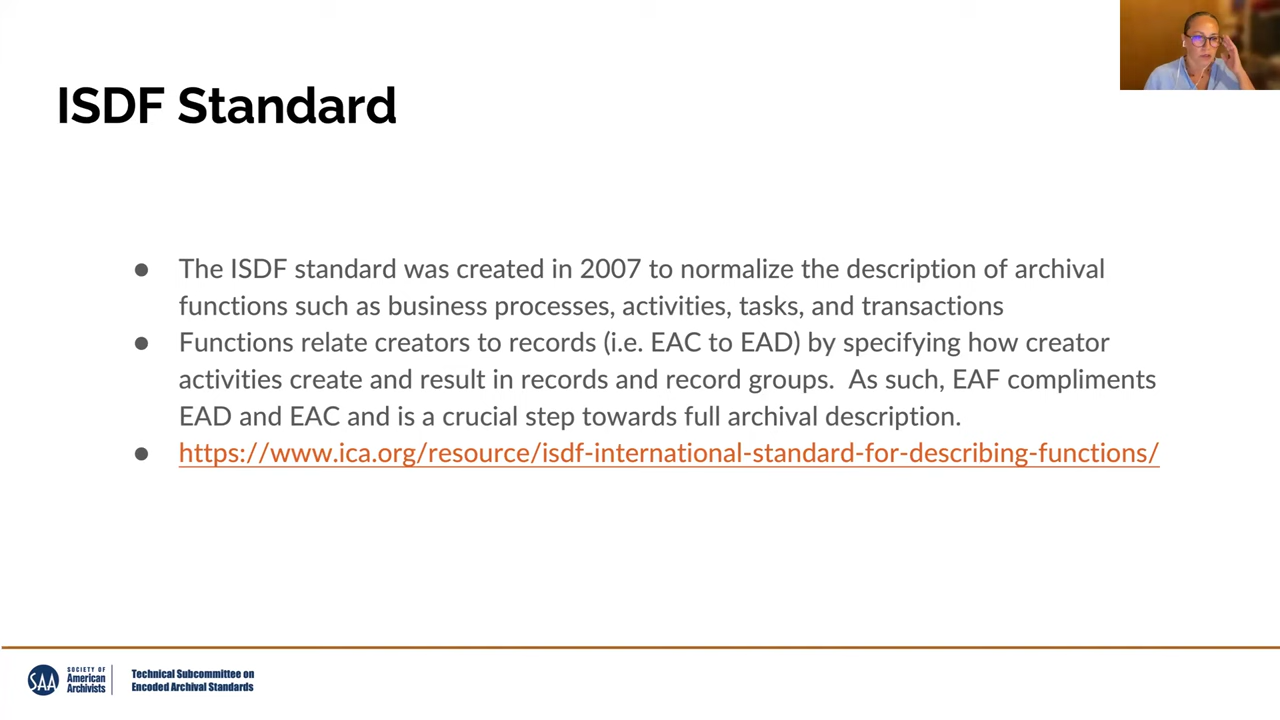 ISDF Standard
● The ISDF standard was created in 2007 to normalize the description of archival
functions such as business processes, activities, tasks, and transactions
● Functions relate creators to records (i.e. EAC to EAD) by specifying how creator
activities create and result in records and record groups.  As such, EAF compliments
EAD and EAC and is a crucial step towards full archival description.
● https://www.ica.org/resource/isdf-international-standard-for-describing-functions/
SAA
SOCIETY OF
American
Archivists
Technical Subcommittee on
Encoded Archival Standards